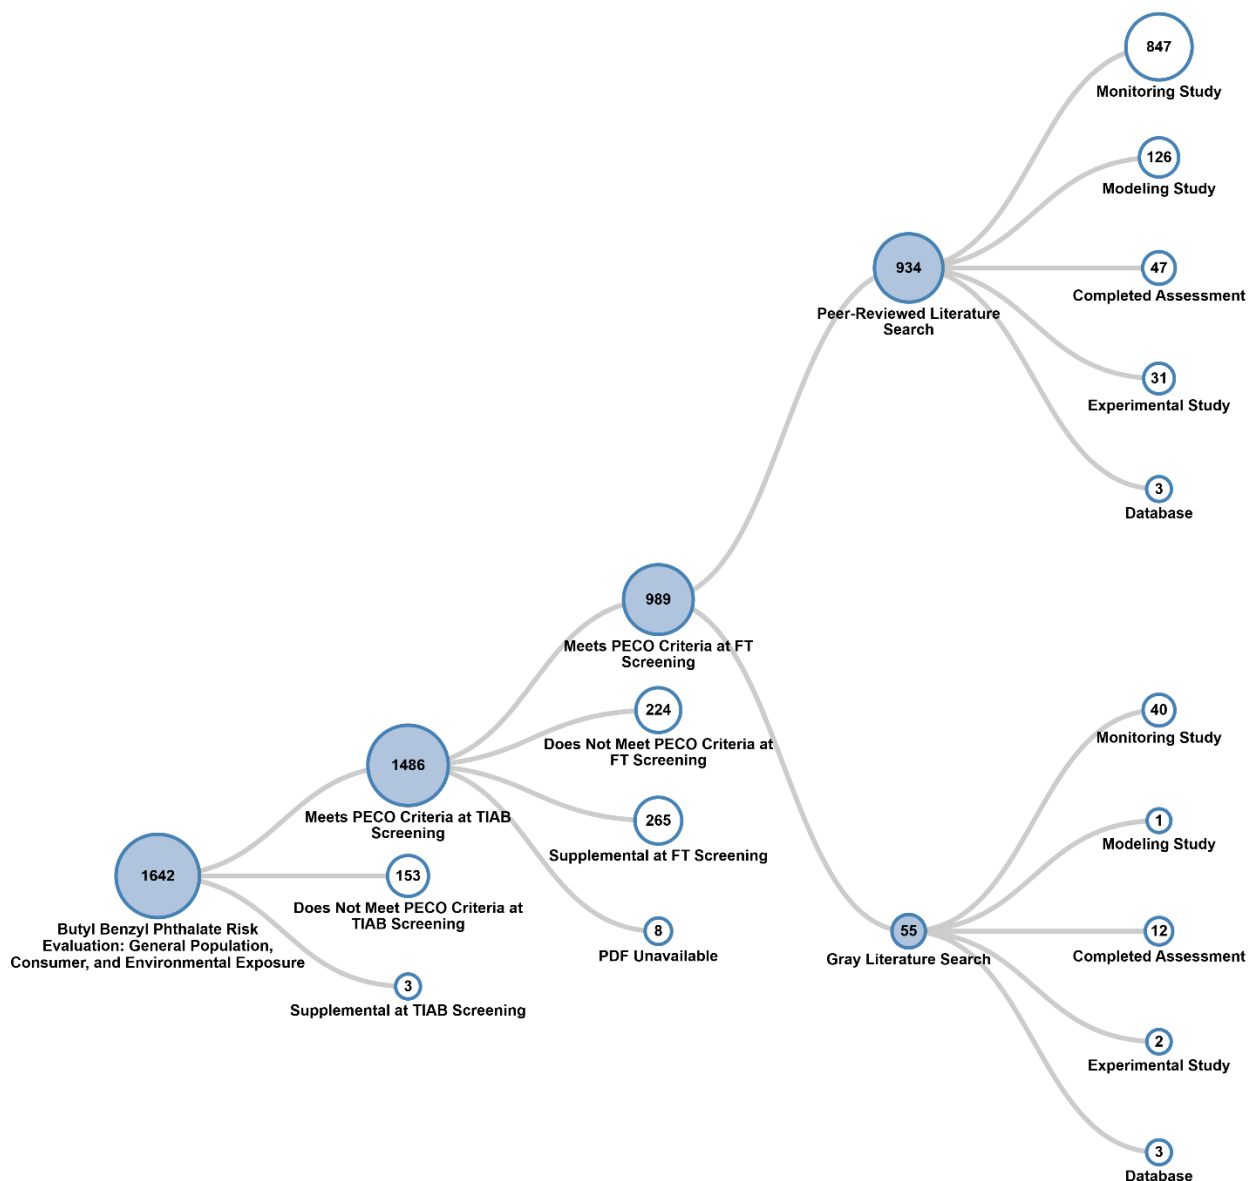 847
Monitoring Study
126
Modeling Study
934
Peer-Reviewed Literature
Search
47
Completed Assessment
31
Experimental Study
3
Database
989
Meets PECO Criteria at FT
Screening
224
Does Not Meet PECO Criteria at
FT Screening
1486
Meets PECO Criteria at TIAB
Screening
265
Supplemental at FT Screening
8
PDF Unavailable
1642
Butyl Benzyl Phthalate Risk
Evaluation: General Population,
Consumer, and Environmental Exposure
153
Does Not Meet PECO Criteria at
TIAB Screening
3
Supplemental at TIAB Screening
55
Gray Literature Search
40
Monitoring Study
1
Modeling Study
12
Completed Assessment
2
Experimental Study
3
Database